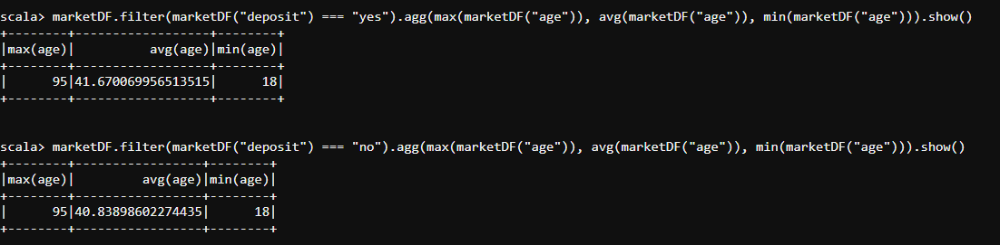 scala> marketDF.filter(marketDF("deposit") === "yes").agg(max(marketDF("age")), avg(marketDF("age")), min(marketDF("age"))).show()
+--------+-----------------+--------+
|max(age)|         avg(age)|min(age)|
+--------+-----------------+--------+
|      95|41.670069956513515|      18|
+--------+-----------------+--------+
scala> marketDF.filter(marketDF("deposit") === "no").agg(max(marketDF("age")), avg(marketDF("age")), min(marketDF("age"))).show()
+--------+-----------------+--------+
|max(age)|         avg(age)|min(age)|
+--------+-----------------+--------+
|      95|40.83898602274435|      18|
+--------+-----------------+--------+